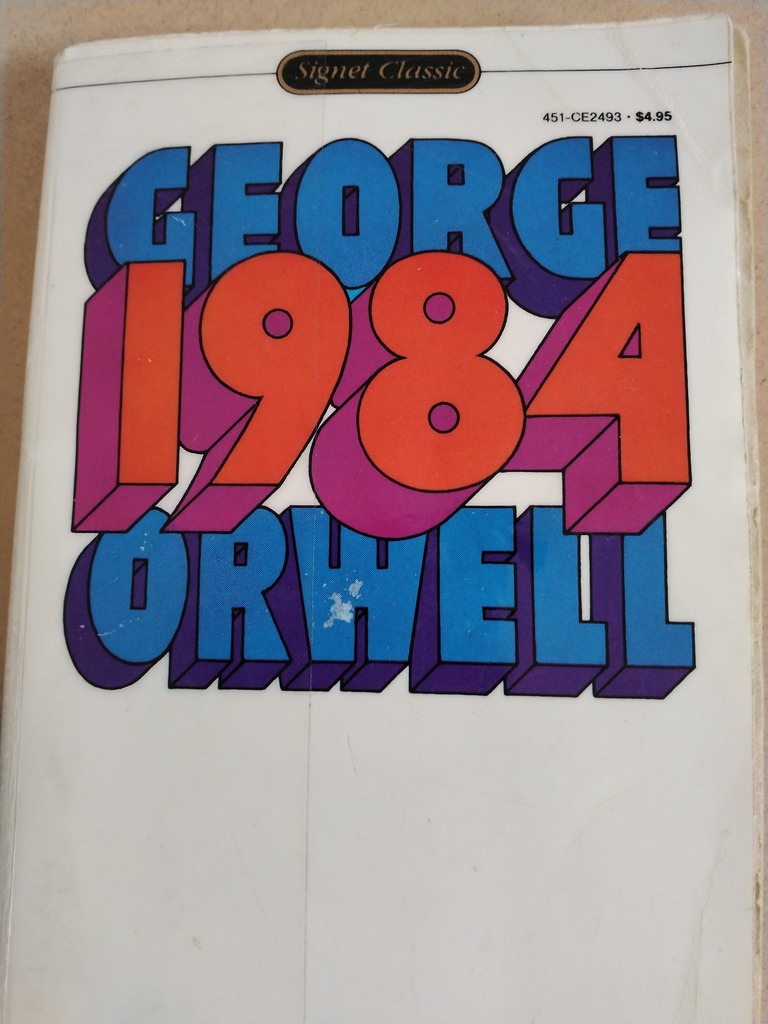 Signet Classic
451-CE2493 · $4.95
GEORGE
1984
ORWELL